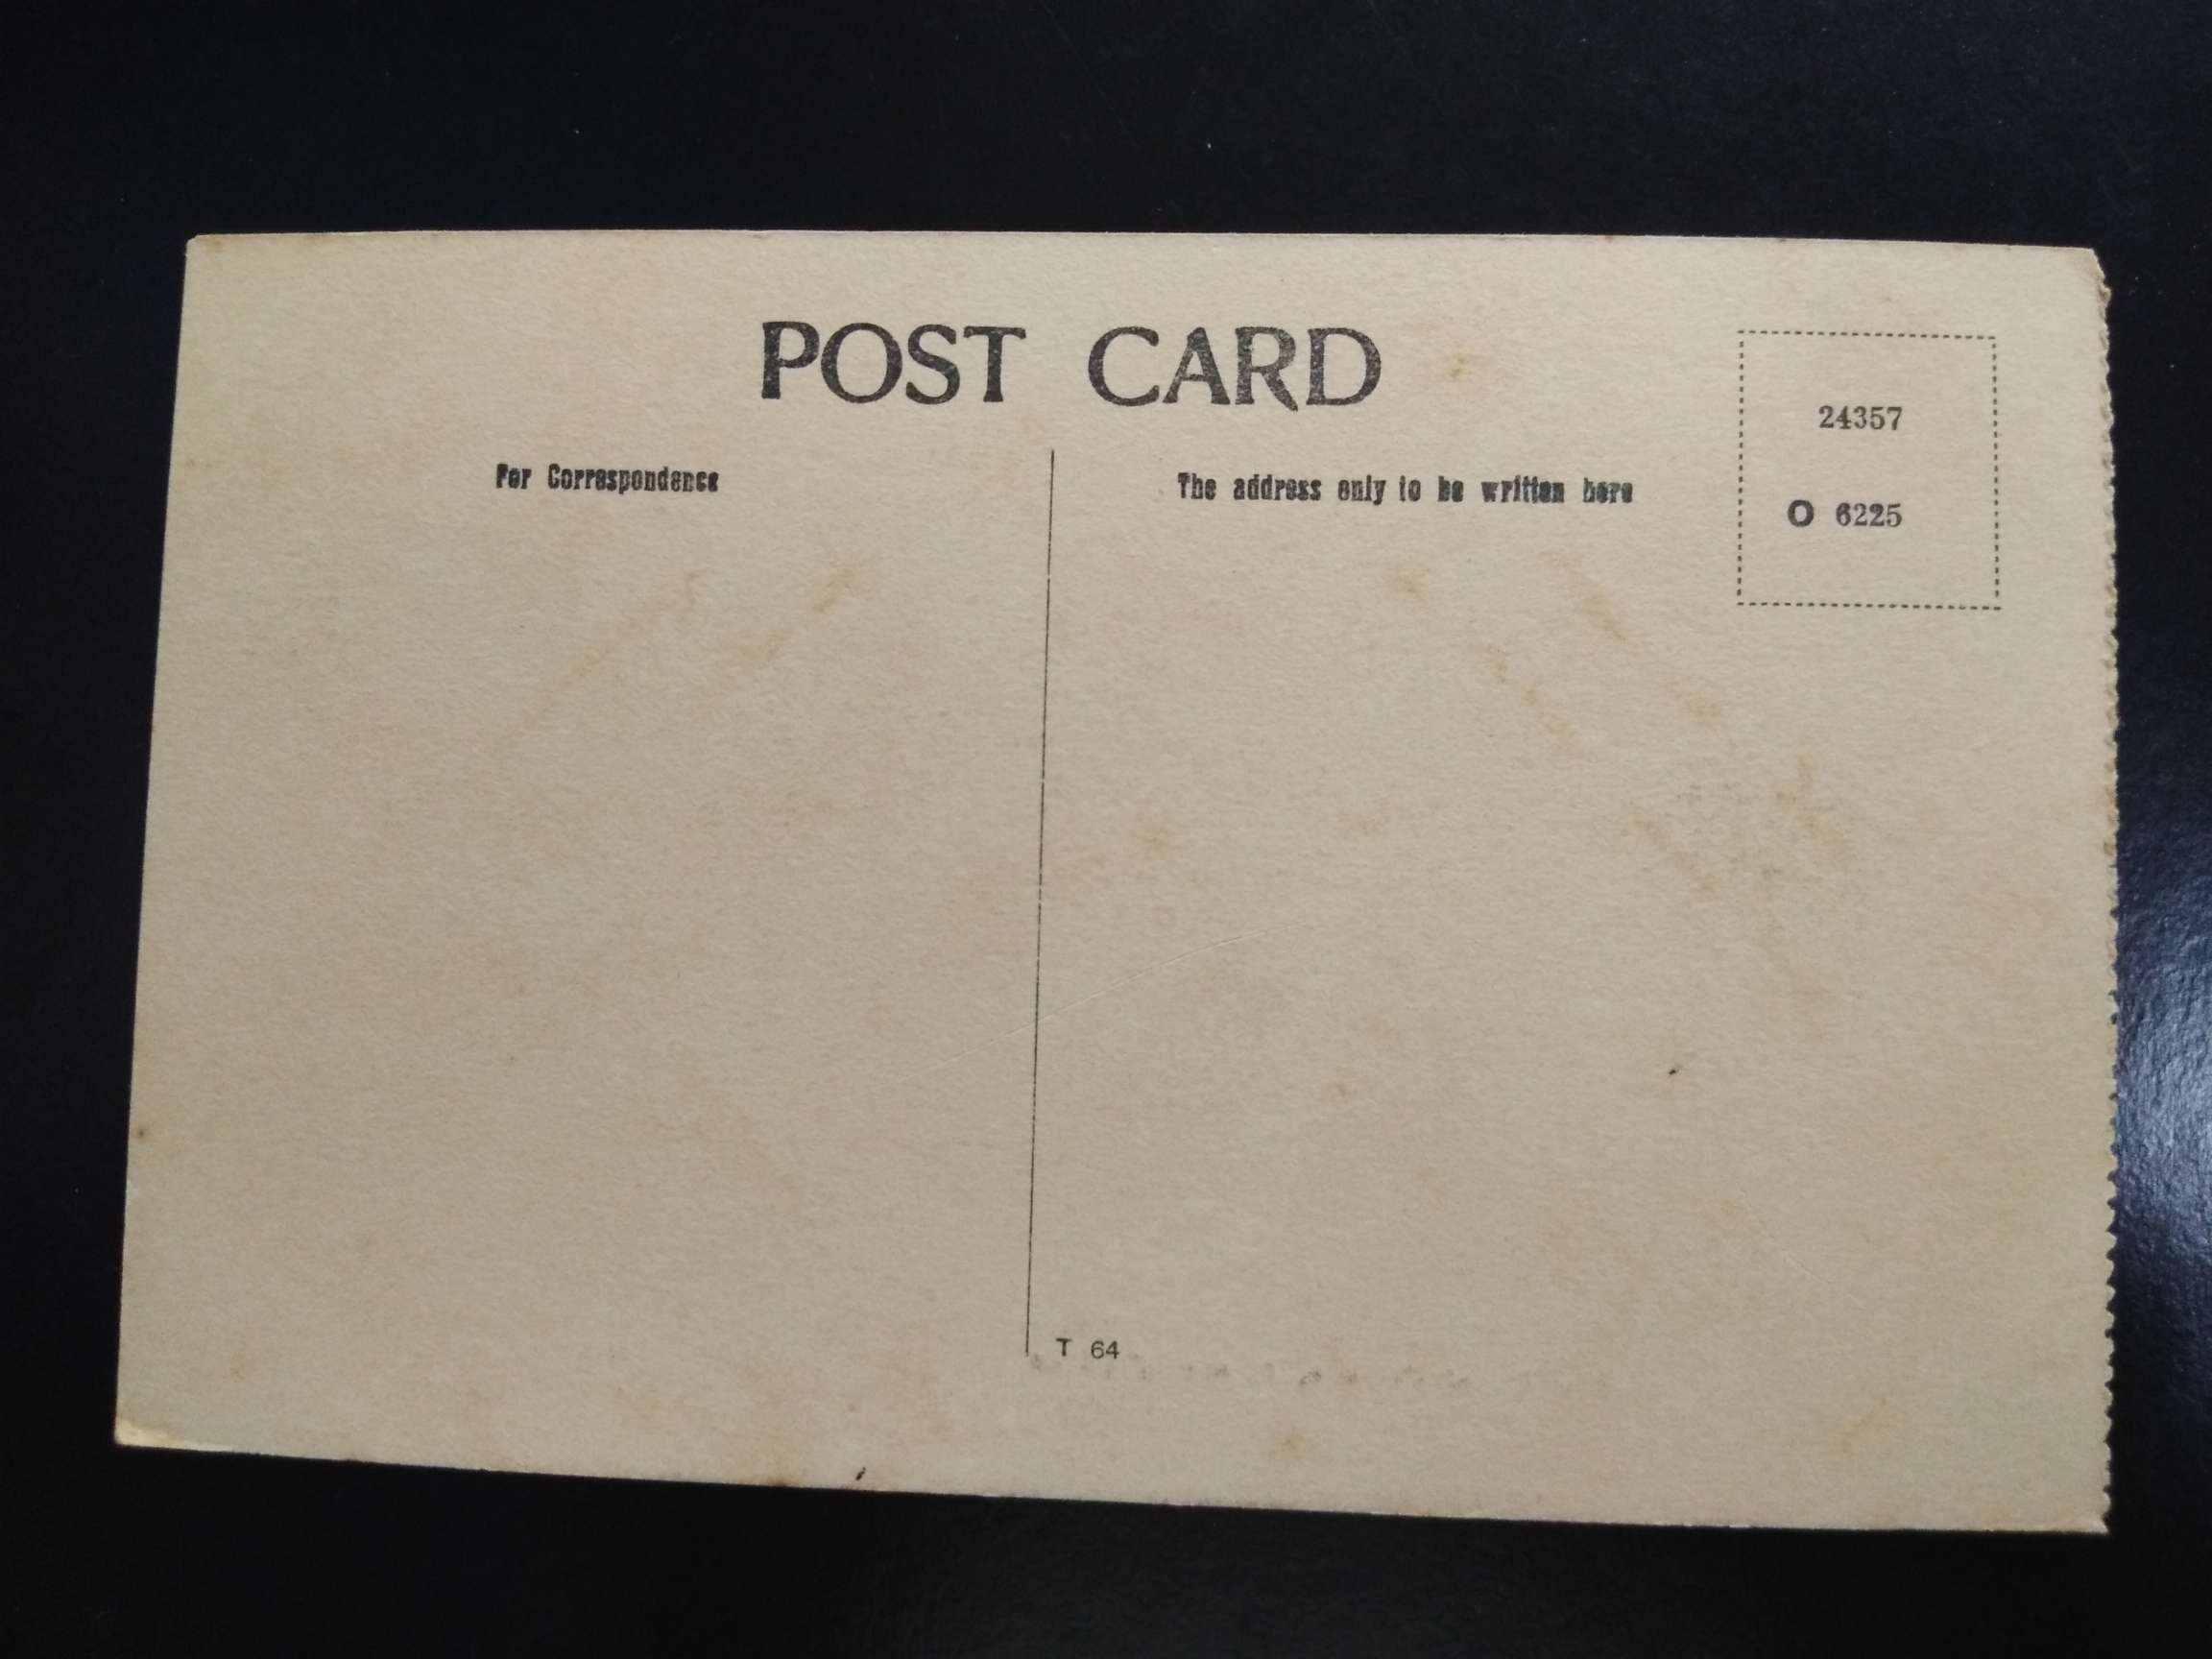 POST CARD
For Correspondence
The address only to be written here
24357
O 6225
T 64